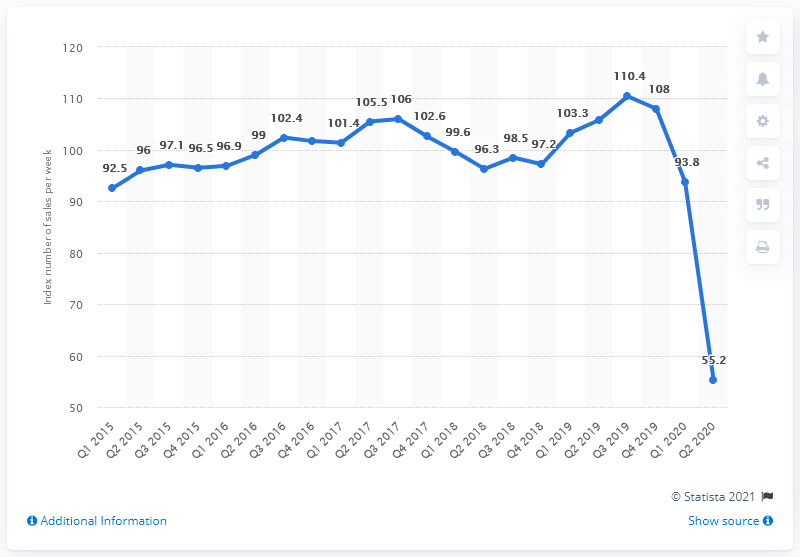 120
110
100
90
80
70
60
50
Index number of sales per week
92.5
96
97.1
96.5
96.9
99
102.4
101.4
105.5
106
102.6
99.6
96.3
98.5
97.2
103.3
110.4
108
93.8
55.2
Q1 2015
Q2 2015
Q3 2015
Q4 2015
Q1 2016
Q2 2016
Q3 2016
Q4 2016
Q1 2017
Q2 2017
Q3 2017
Q4 2017
Q1 2018
Q2 2018
Q3 2018
Q4 2018
Q1 2019
Q2 2019
Q3 2019
Q4 2019
Q1 2020
Q2 2020
© Statista 2021
Additional Information
Show source